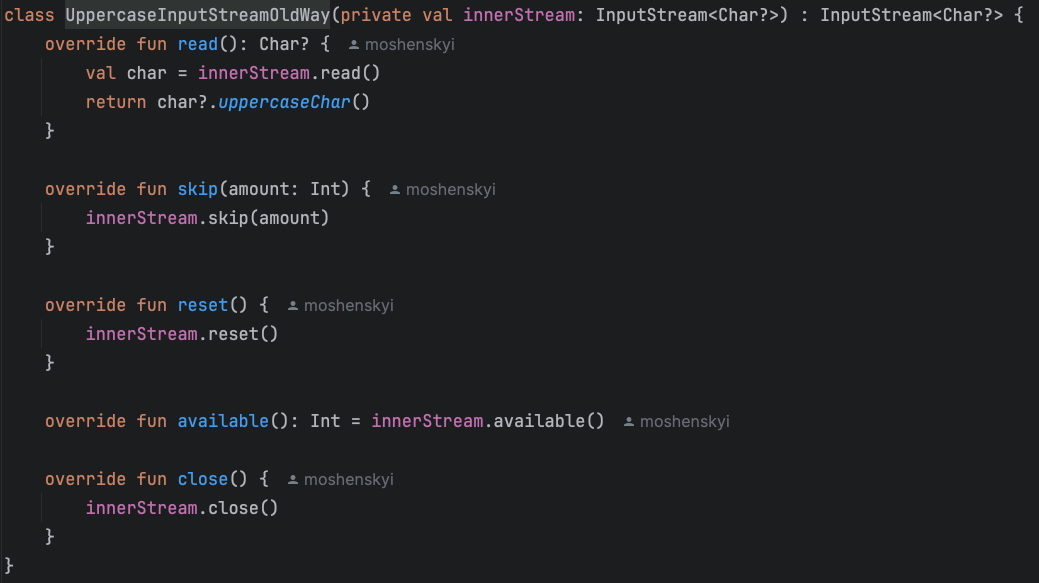 class UppercaseInputStreamOldWay(private val innerStream: InputStream<Char?>) : InputStream<Char?> {
    override fun read(): Char? { moshenskyi
        val char = innerStream.read()
        return char?.uppercaseChar()
    }
    override fun skip(amount: Int) { moshenskyi
        innerStream.skip(amount)
    }
    override fun reset() { moshenskyi
        innerStream.reset()
    }
    override fun available(): Int = innerStream.available() moshenskyi
    override fun close() { moshenskyi
        innerStream.close()
    }
}